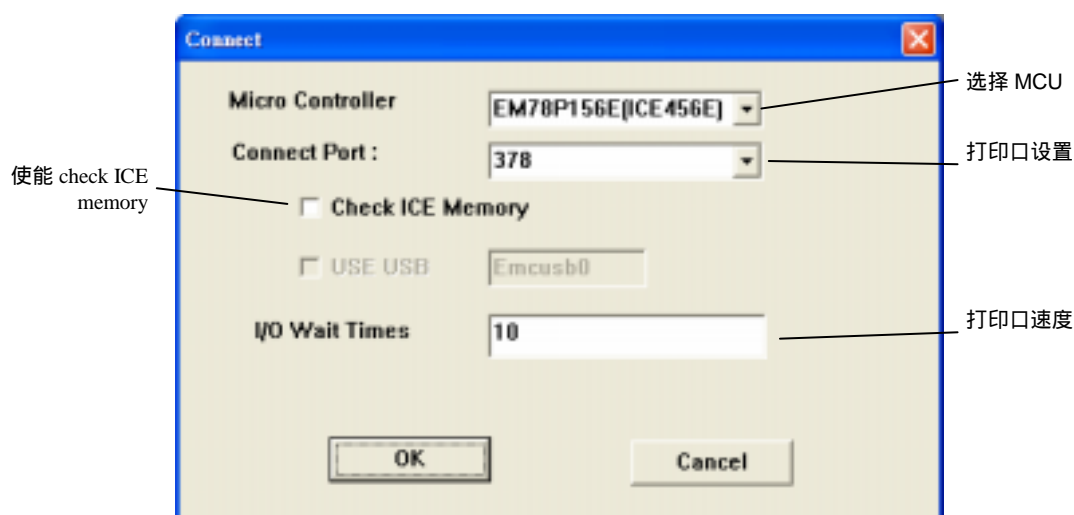 Connect
Micro Controller
EM78P156E(ICE456E)
选择 MCU
Connect Port :
378
打印口设置
使能 check ICE
memory
Check ICE Memory
USE USB
Emcusb0
I/O Wait Times
10
打印口速度
OK
Cancel